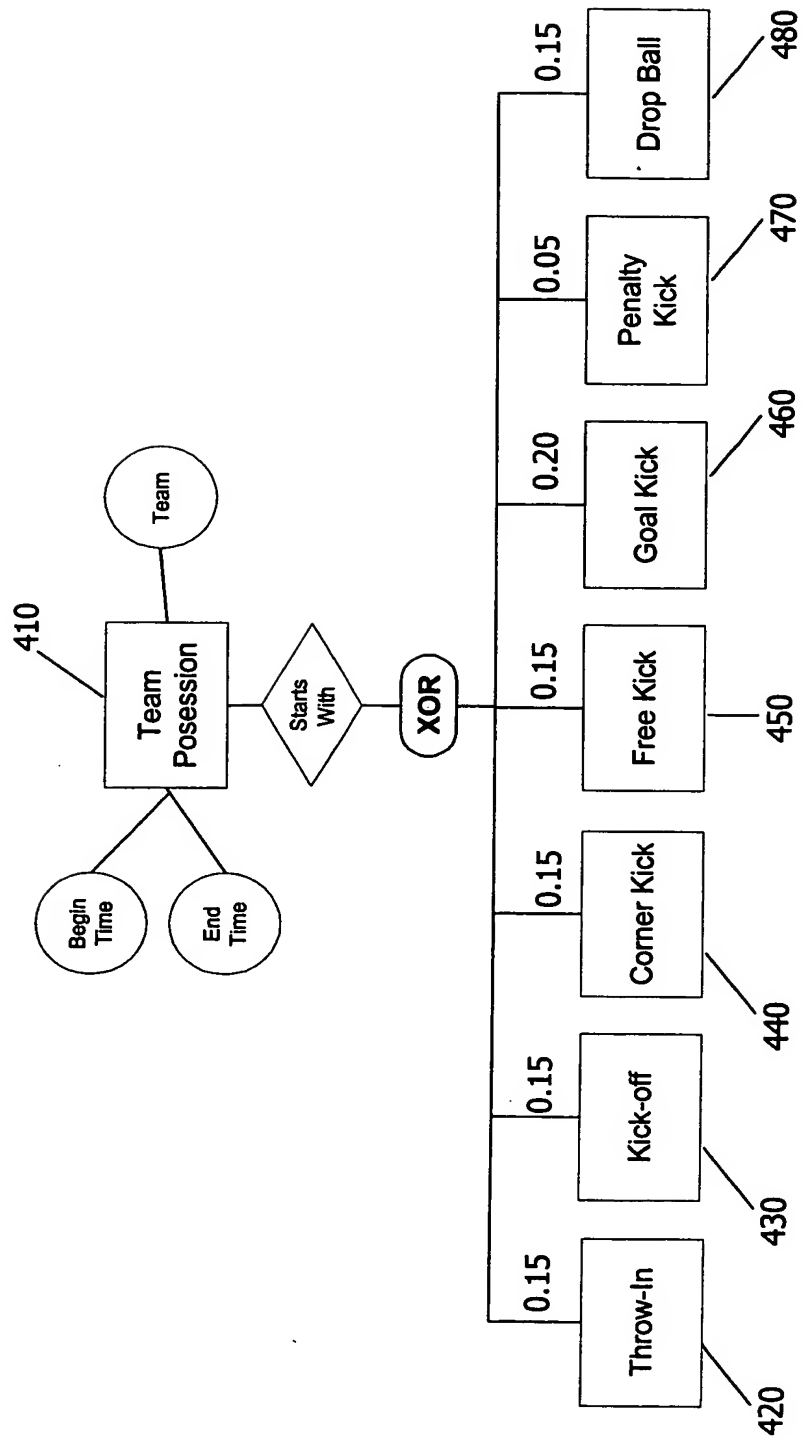 410
Team
Posession
Team
Begin
Time
End
Time
Starts
With
XOR
0.15
0.15
0.15
0.15
0.20
0.05
0.15
Throw-In
Kick-off
Corner Kick
Free Kick
Goal Kick
Penalty
Kick
Drop Ball
420
430
440
450
460
470
480